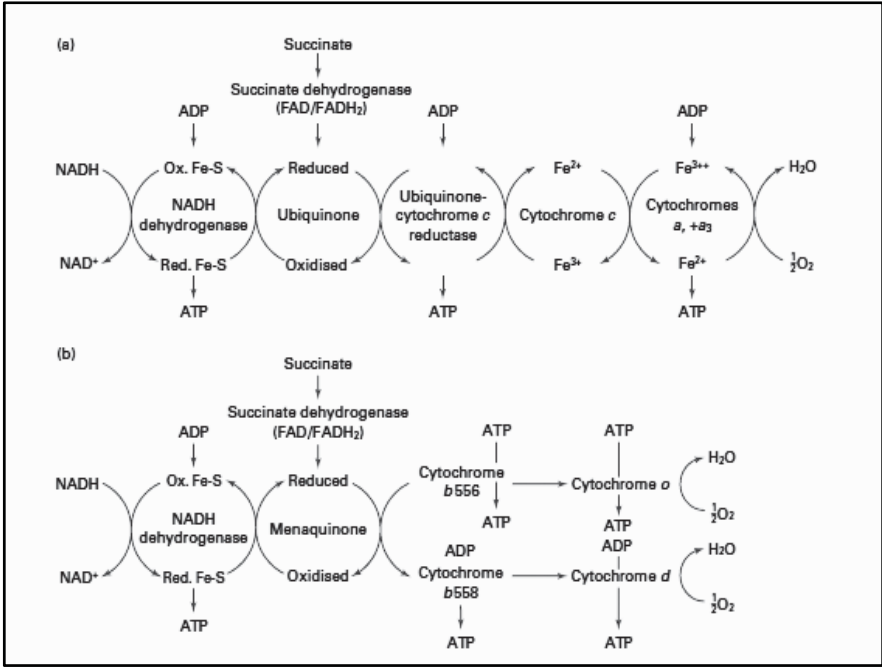 (a)
Succinate
Succinate dehydrogenase
(FAD/FADH₂)
ADP
ADP
ADP
NADH
Ox. Fe-S
Reduced
Fe²⁺
Fe³⁺⁺
H₂O
NADH
dehydrogenase
Ubiquinone
Ubiquinone-
cytochrome c
reductase
Cytochrome c
Cytochromes
a, +a₃
NAD⁺
Red. Fe-S
Oxidised
Fe³⁺
Fe²⁺
½O₂
ATP
ATP
ATP
(b)
Succinate
Succinate dehydrogenase
(FAD/FADH₂)
ADP
ATP
ATP
NADH
Ox. Fe-S
Reduced
Cytochrome
b556
Cytochrome o
H₂O
½O₂
ATP
ATP
NADH
dehydrogenase
Menaquinone
ADP
ADP
NAD⁺
Red. Fe-S
Oxidised
Cytochrome
b558
Cytochrome d
H₂O
½O₂
ATP
ATP
ATP